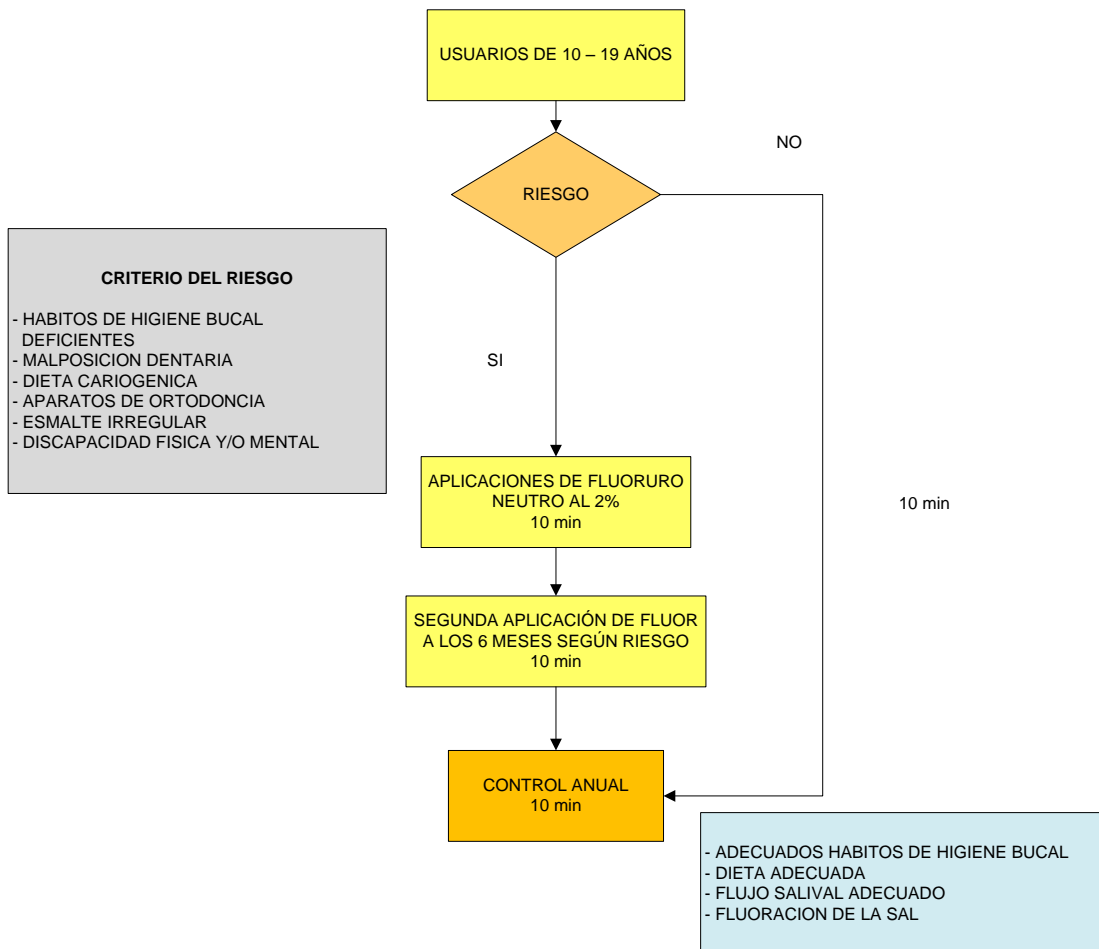 USUARIOS DE 10 – 19 AÑOS
NO
RIESGO
CRITERIO DEL RIESGO
- HABITOS DE HIGIENE BUCAL
DEFICIENTES
- MALPOSICION DENTARIA
- DIETA CARIOGENICA
- APARATOS DE ORTODONCIA
- ESMALTE IRREGULAR
- DISCAPACIDAD FISICA Y/O MENTAL
SI
APLICACIONES DE FLUORURO
NEUTRO AL 2%
10 min
10 min
SEGUNDA APLICACIÓN DE FLUOR
A LOS 6 MESES SEGÚN RIESGO
10 min
CONTROL ANUAL
10 min
- ADECUADOS HABITOS DE HIGIENE BUCAL
- DIETA ADECUADA
- FLUJO SALIVAL ADECUADO
- FLUORACION DE LA SAL